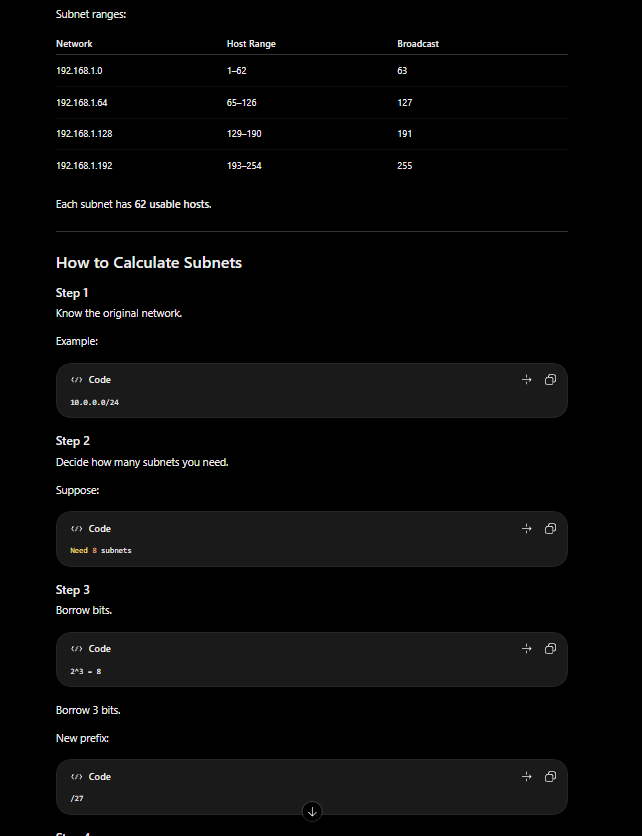 Subnet ranges:
Network Host Range Broadcast
192.168.1.0 1–62 63
192.168.1.64 65–126 127
192.168.1.128 129–190 191
192.168.1.192 193–254 255
Each subnet has 62 usable hosts.
How to Calculate Subnets
Step 1
Know the original network.
Example:
Code
10.0.0.0/24
Step 2
Decide how many subnets you need.
Suppose:
Code
Need 8 subnets
Step 3
Borrow bits.
Code
2^3 = 8
Borrow 3 bits.
New prefix:
Code
/27